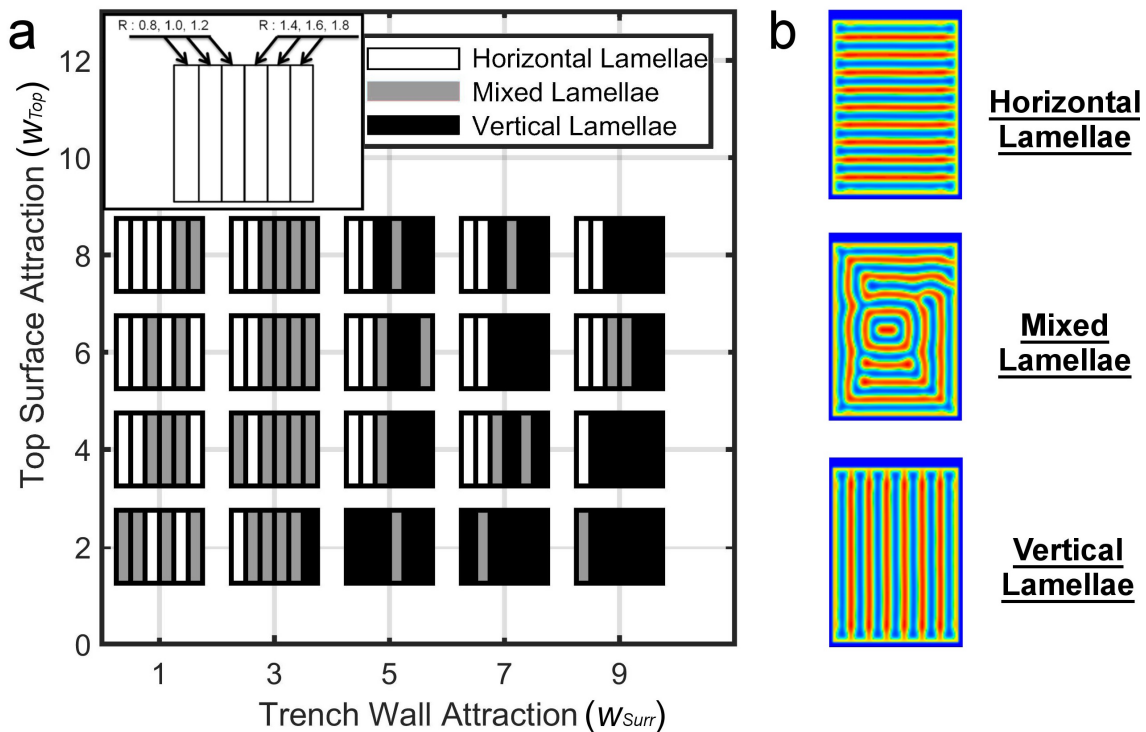 a
R : 0.8, 1.0, 1.2
R : 1.4, 1.6, 1.8
Horizontal Lamellae
Mixed Lamellae
Vertical Lamellae
12
10
8
6
4
2
0
Top Surface Attraction (wTop)
1
3
5
7
9
Trench Wall Attraction (wSurr)
b
Horizontal
Lamellae
Mixed
Lamellae
Vertical
Lamellae